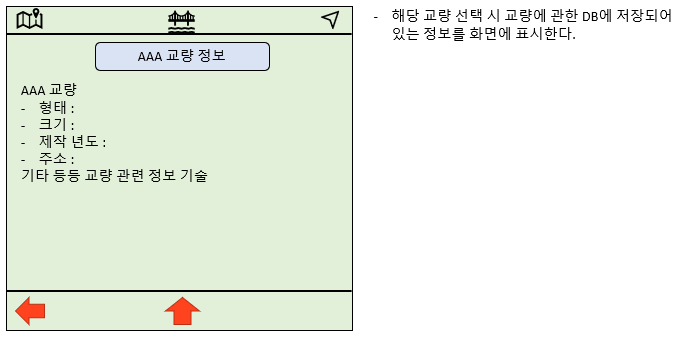 AAA 교량 정보
AAA 교량
- 형태 :
- 크기 :
- 제작 년도 :
- 주소 :
기타 등등 교량 관련 정보 기술
- 해당 교량 선택 시 교량에 관한 DB에 저장되어
있는 정보를 화면에 표시한다.